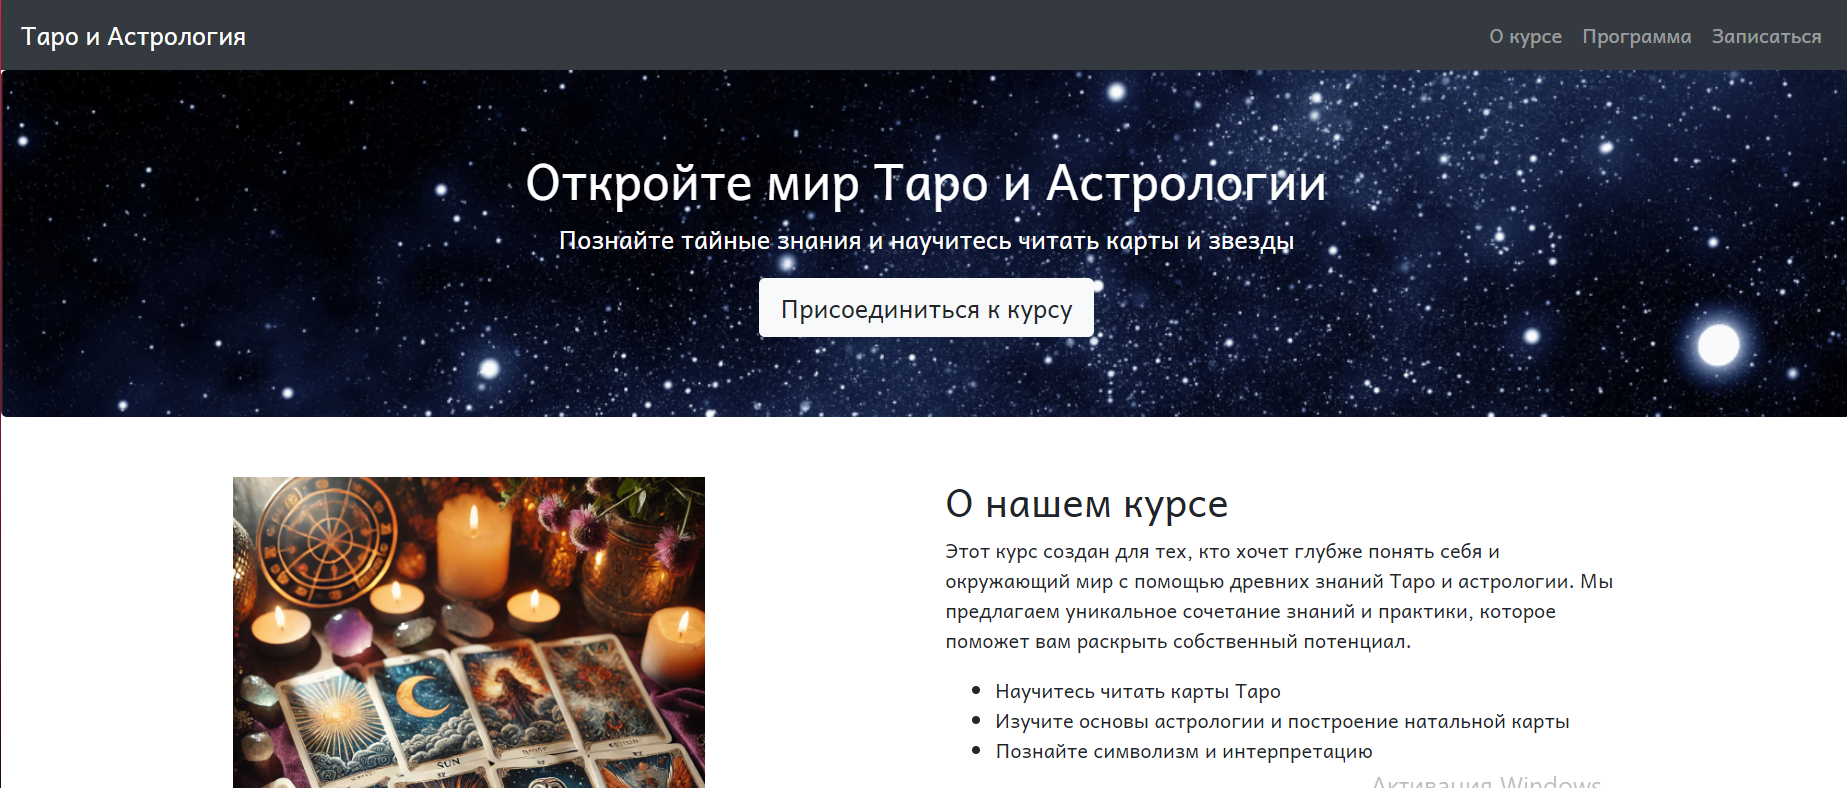 Таро и Астрология
О курсе Программа Записаться
Откройте мир Таро и Астрологии
Познайте тайные знания и научитесь читать карты и звезды
Присоединиться к курсу
О нашем курсе
Этот курс создан для тех, кто хочет глубже понять себя и
окружающий мир с помощью древних знаний Таро и астрологии. Мы
предлагаем уникальное сочетание знаний и практики, которое
поможет вам раскрыть собственный потенциал.
Научитесь читать карты Таро
Изучите основы астрологии и построение натальной карты
Познайте символизм и интерпретацию
Активация Windows
SUN